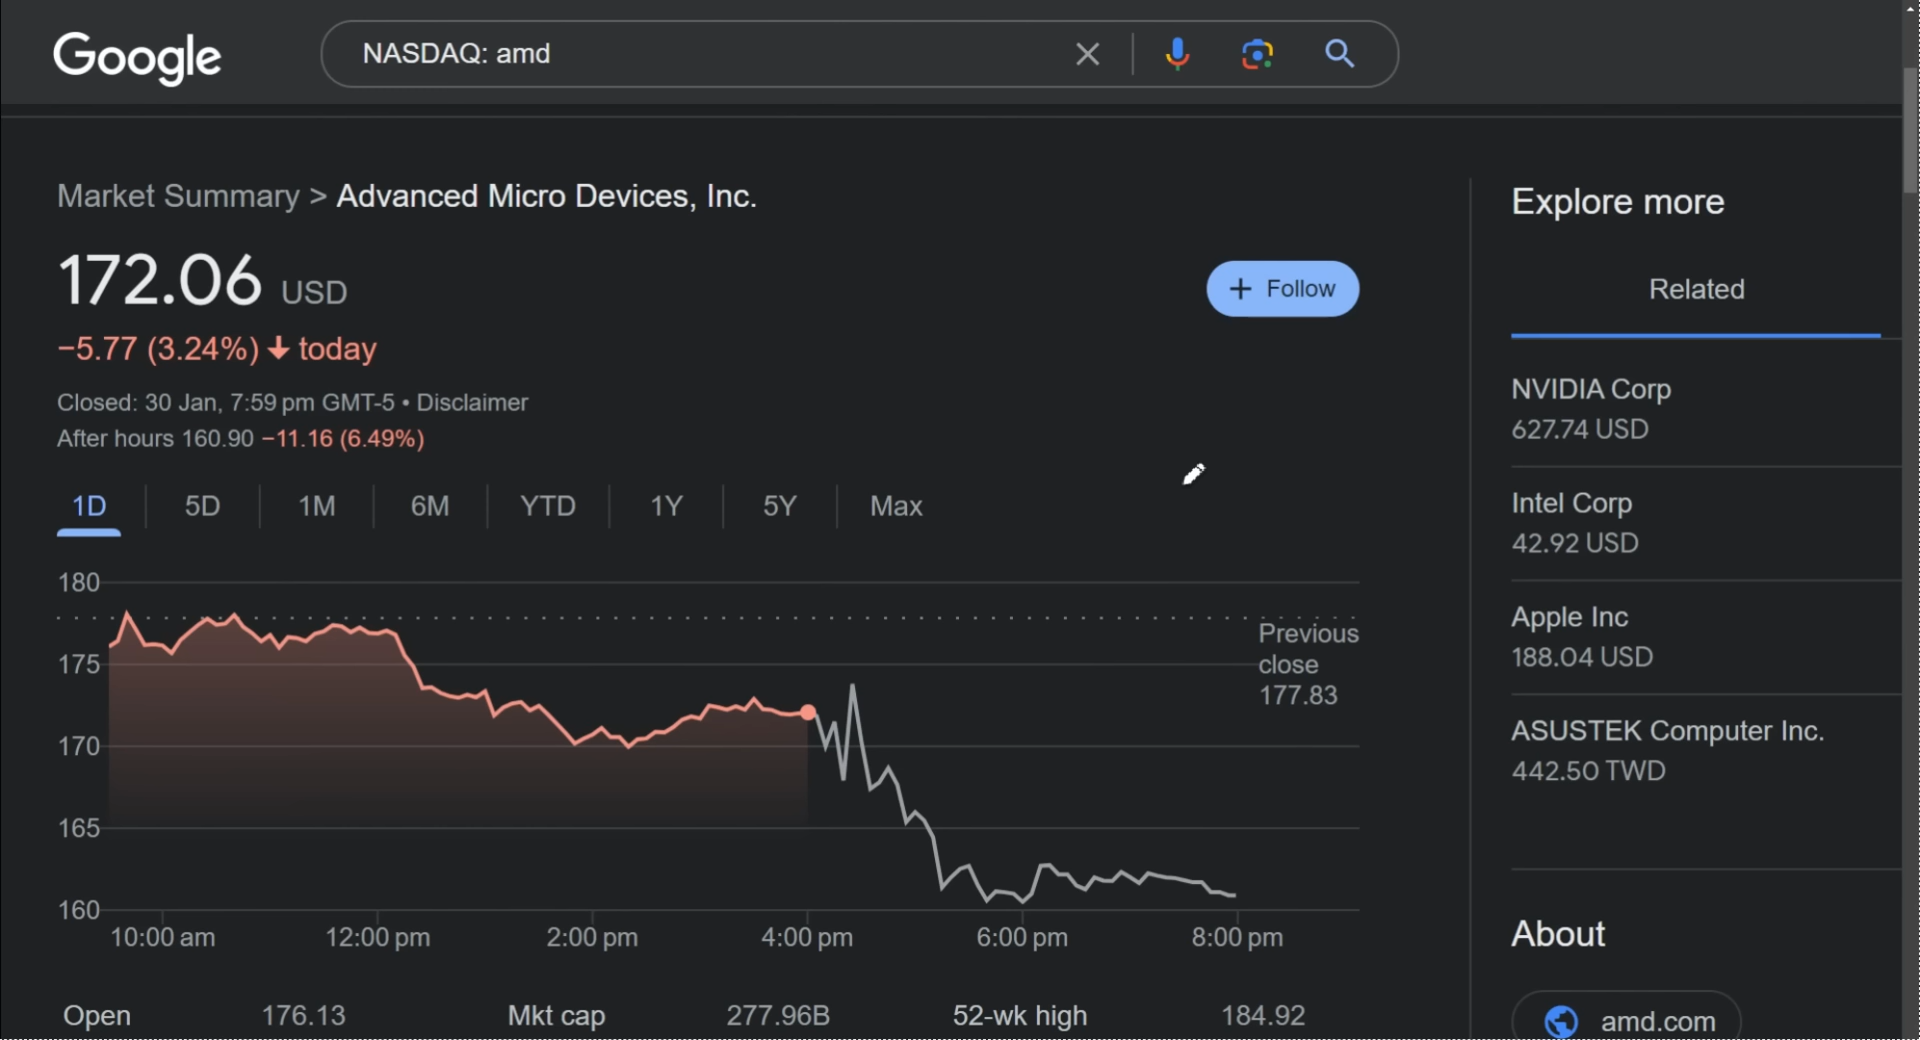 Google
NASDAQ: amd
Market Summary > Advanced Micro Devices, Inc.
172.06 USD
+ Follow
−5.77 (3.24%) ↓ today
Closed: 30 Jan, 7:59 pm GMT-5 • Disclaimer
After hours 160.90 −11.16 (6.49%)
1D 5D 1M 6M YTD 1Y 5Y Max
180
175
170
165
160
Previous
close
177.83
10:00 am 12:00 pm 2:00 pm 4:00 pm 6:00 pm 8:00 pm
Open 176.13 Mkt cap 277.96B 52-wk high 184.92
Explore more
Related
NVIDIA Corp
627.74 USD
Intel Corp
42.92 USD
Apple Inc
188.04 USD
ASUSTEK Computer Inc.
442.50 TWD
About
amd.com